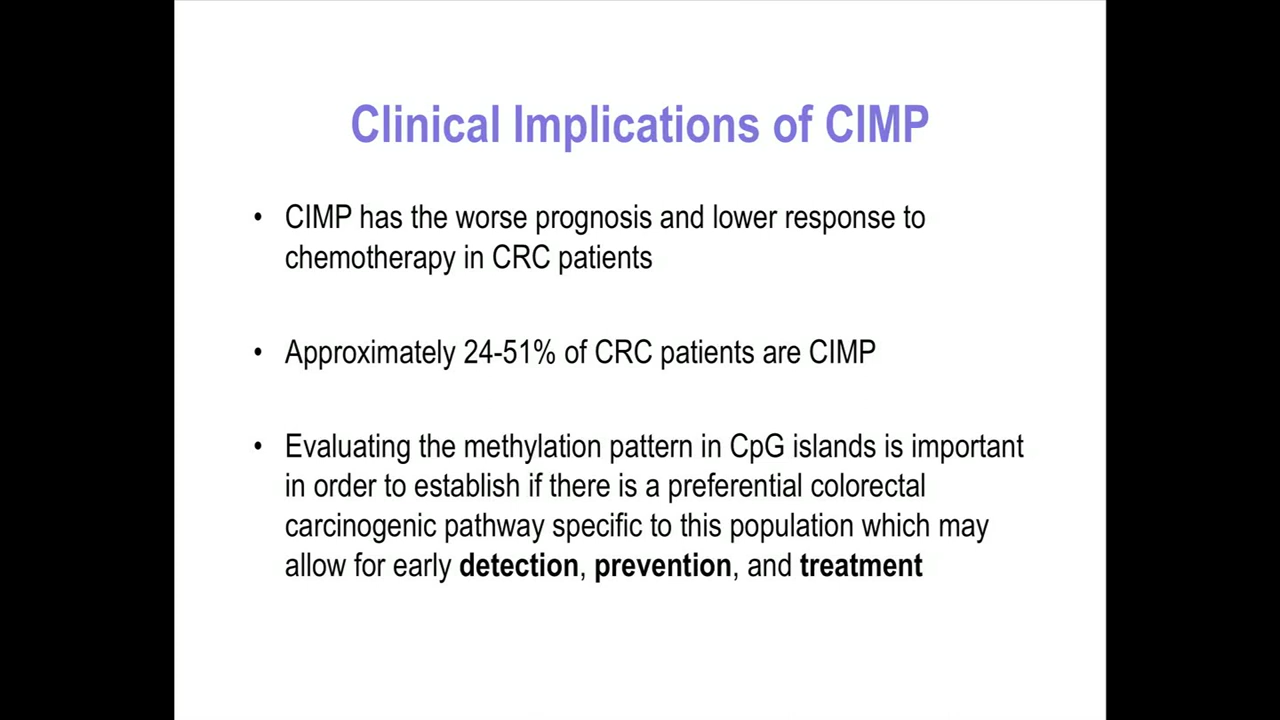 Clinical Implications of CIMP
• CIMP has the worse prognosis and lower response to
chemotherapy in CRC patients
• Approximately 24-51% of CRC patients are CIMP
• Evaluating the methylation pattern in CpG islands is important
in order to establish if there is a preferential colorectal
carcinogenic pathway specific to this population which may
allow for early detection, prevention, and treatment